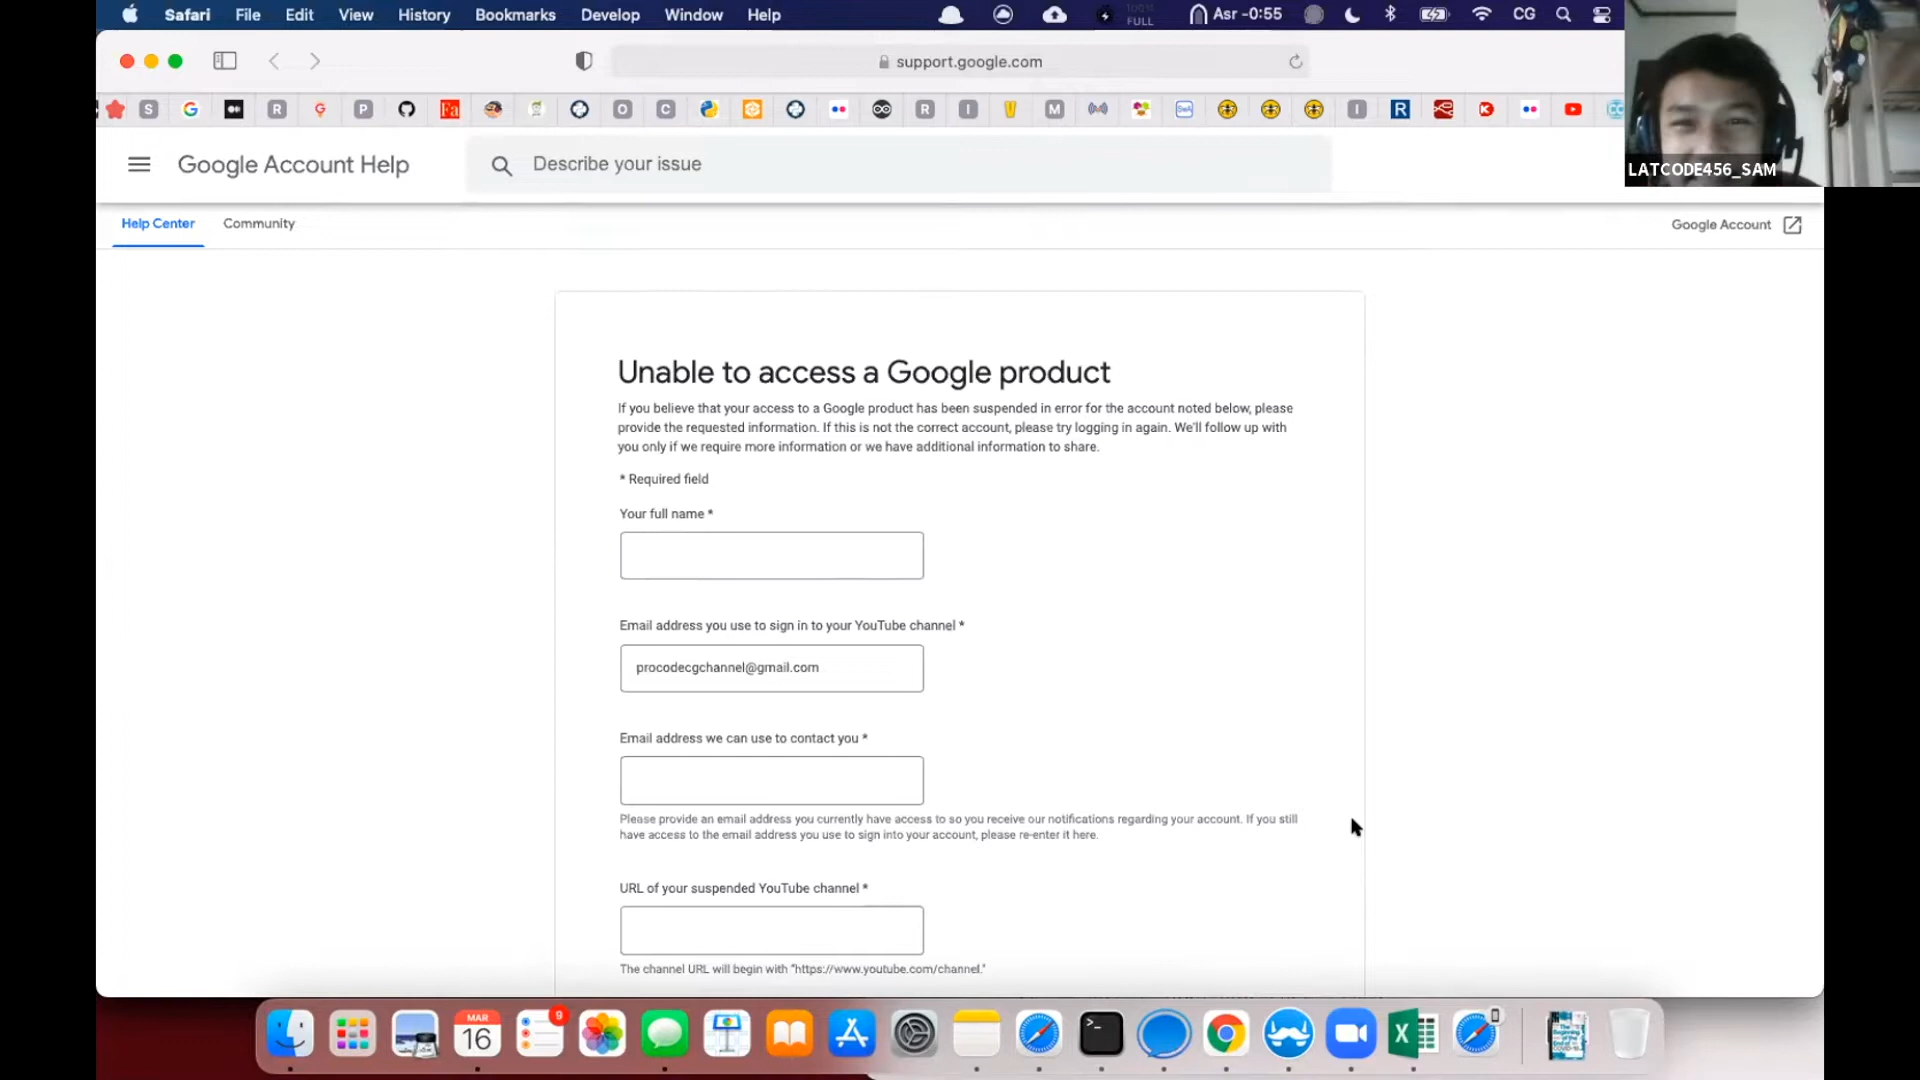 Safari File Edit View History Bookmarks Develop Window Help
FULL
Asr -0:55
CG
support.google.com
S G R G P Fa O C R I M SwA I R K
Google Account Help
Describe your issue
LATCODE456_SAM
Help Center Community
Google Account
Unable to access a Google product
If you believe that your access to a Google product has been suspended in error for the account noted below, please
provide the requested information. If this is not the correct account, please try logging in again. We'll follow up with
you only if we require more information or we have additional information to share.
* Required field
Your full name *
Email address you use to sign in to your YouTube channel *
procodecgchannel@gmail.com
Email address we can use to contact you *
Please provide an email address you currently have access to so you receive our notifications regarding your account. If you still
have access to the email address you use to sign into your account, please re-enter it here.
URL of your suspended YouTube channel *
The channel URL will begin with "https://www.youtube.com/channel."
MAR
16
9